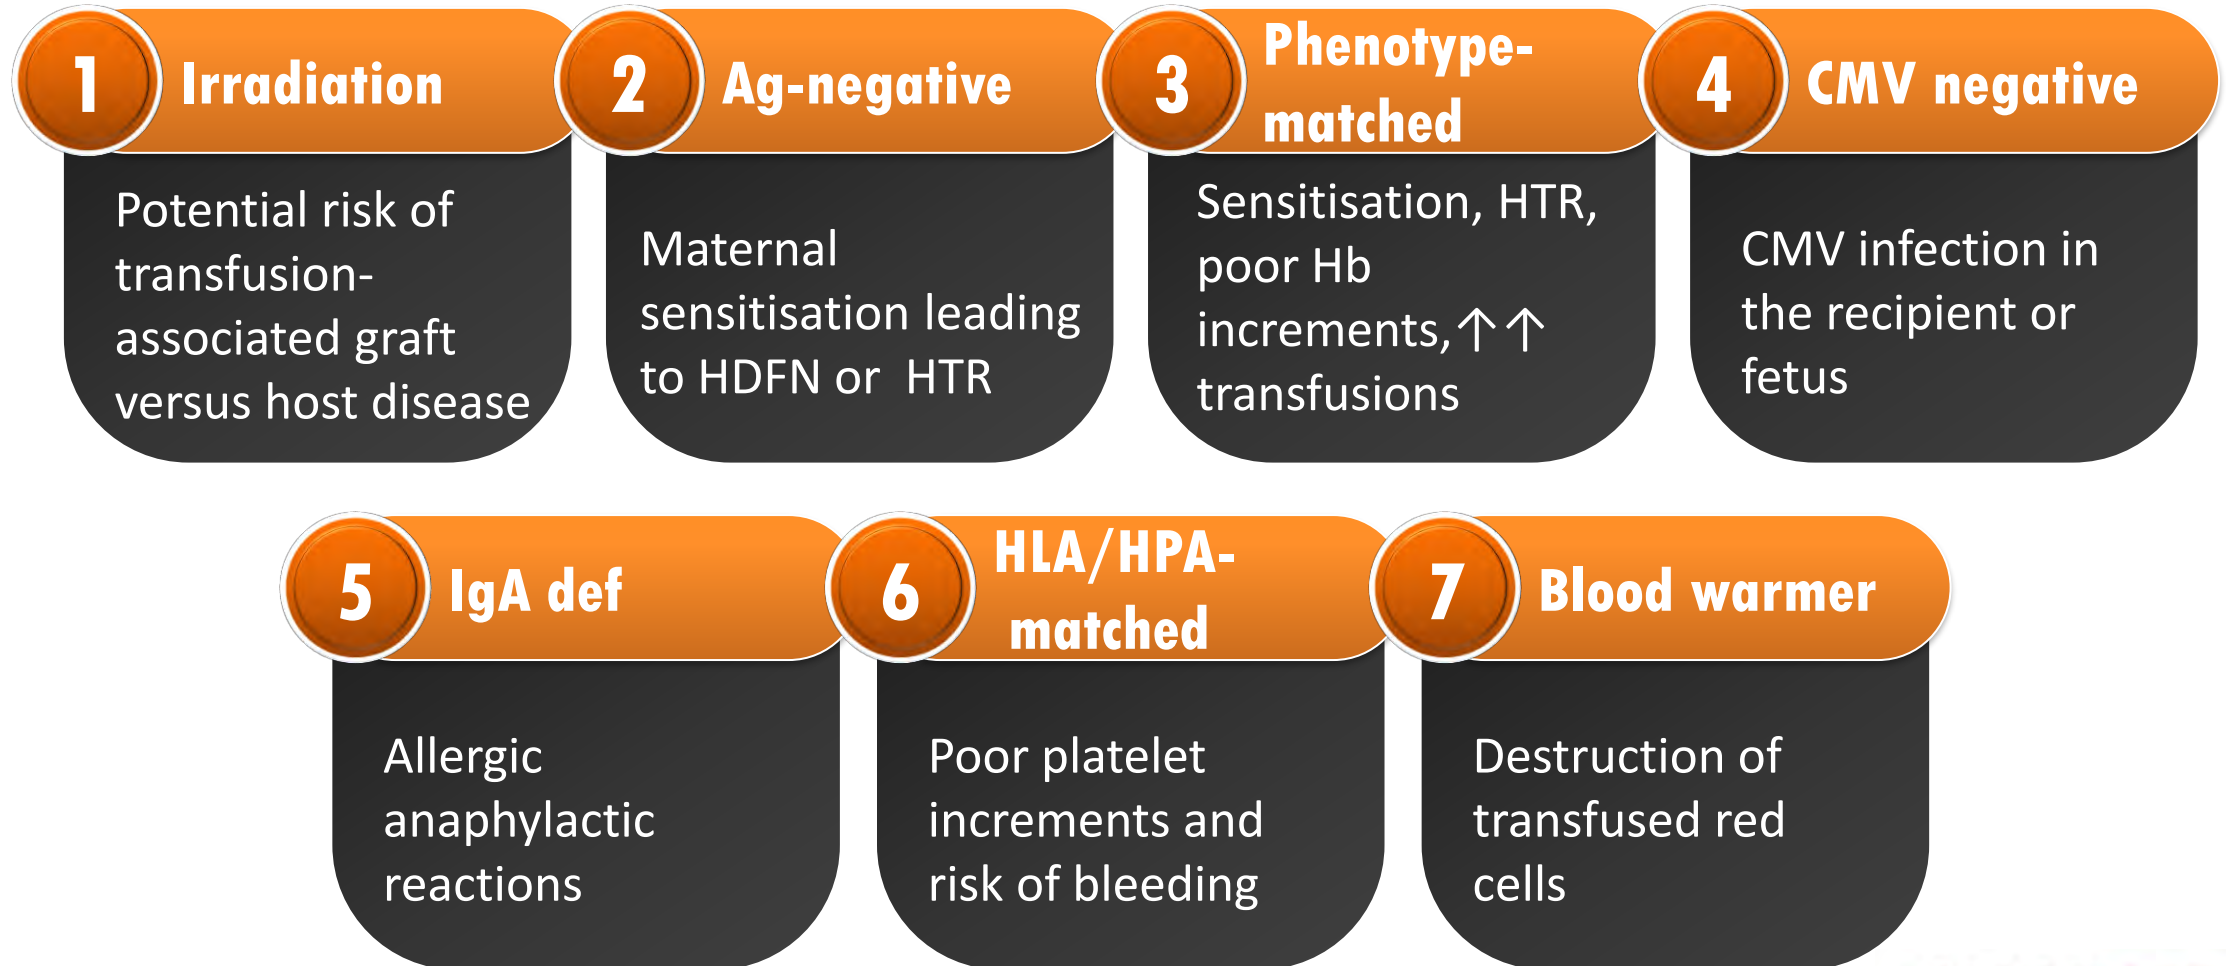 1
Irradiation
Potential risk of
transfusion-
associated graft
versus host disease
2
Ag-negative
Maternal
sensitisation leading
to HDFN or HTR
3
Phenotype-
matched
Sensitisation, HTR,
poor Hb
increments,↑↑
transfusions
4
CMV negative
CMV infection in
the recipient or
fetus
5
IgA def
Allergic
anaphylactic
reactions
6
HLA/HPA-
matched
Poor platelet
increments and
risk of bleeding
7
Blood warmer
Destruction of
transfused red
cells